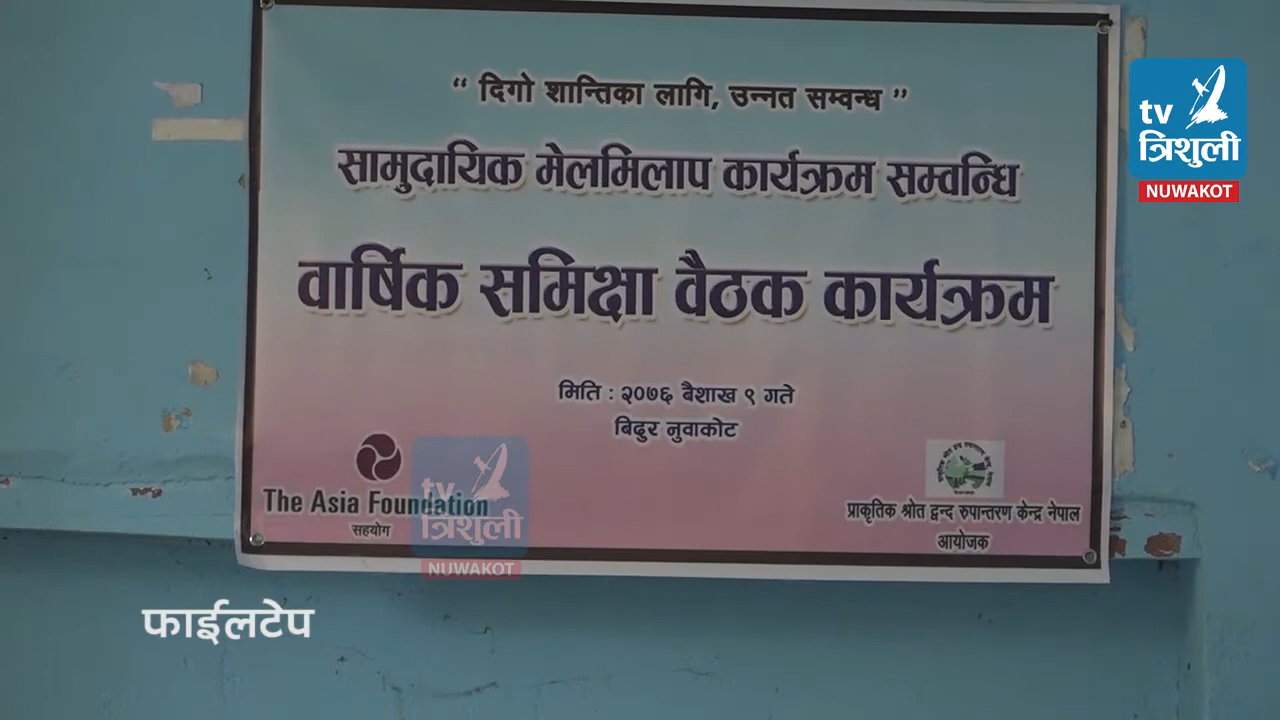 “ दिगो शान्तिका लागि, उन्नत सम्वन्ध ”
सामुदायिक मेलमिलाप कार्यक्रम सम्वन्धि
वार्षिक समिक्षा वैठक कार्यक्रम
मिति : २०७६ बैशाख ९ गते
बिदुर नुवाकोट
The Asia Foundation
सहयोग
प्राकृतिक श्रोत द्वन्द रुपान्तरण केन्द्र नेपाल
आयोजक
tv
त्रिशुली
NUWAKOT
tv
त्रिशुली
NUWAKOT
फाईलटेप